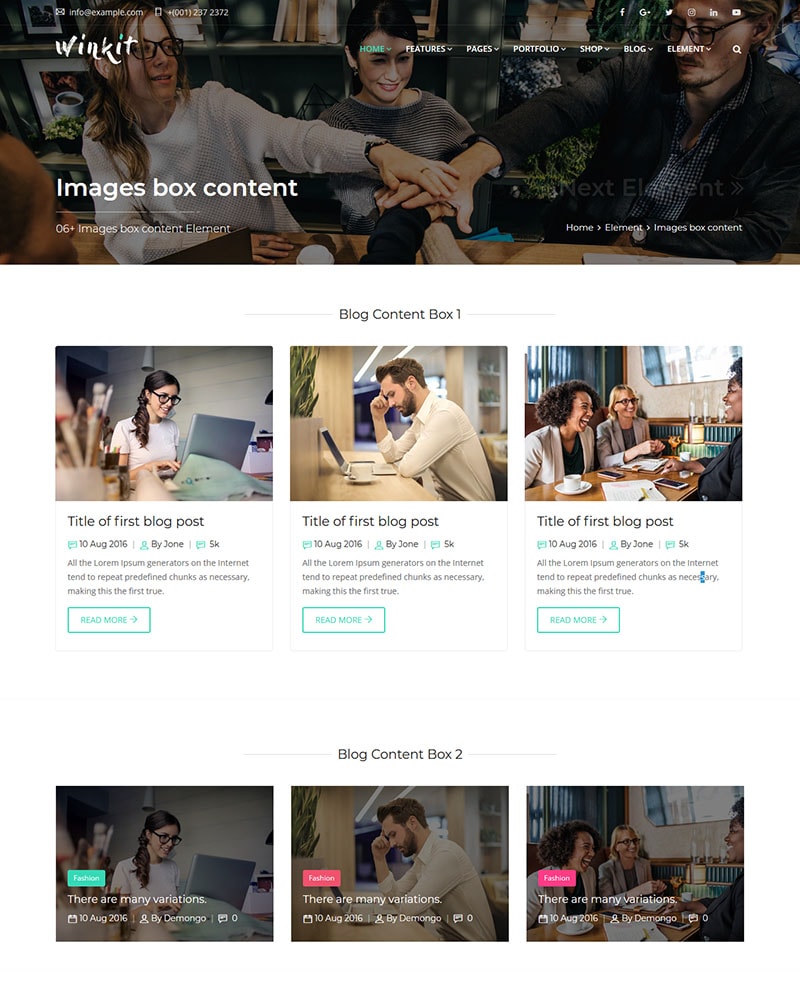 info@example.com +(001) 237 2372
winkit
HOME FEATURES PAGES PORTFOLIO SHOP BLOG ELEMENT
Images box content
Next Element »
06+ Images box content Element
Home > Element > Images box content
Blog Content Box 1
Title of first blog post
10 Aug 2016 | By Jone | 5k
All the Lorem Ipsum generators on the Internet
tend to repeat predefined chunks as necessary,
making this the first true.
READ MORE →
Title of first blog post
10 Aug 2016 | By Jone | 5k
All the Lorem Ipsum generators on the Internet
tend to repeat predefined chunks as necessary,
making this the first true.
READ MORE →
Title of first blog post
10 Aug 2016 | By Jone | 5k
All the Lorem Ipsum generators on the Internet
tend to repeat predefined chunks as necessary,
making this the first true.
READ MORE →
Blog Content Box 2
Fashion
There are many variations.
10 Aug 2016 | By Demongo | 0
Fashion
There are many variations.
10 Aug 2016 | By Demongo | 0
Fashion
There are many variations.
10 Aug 2016 | By Demongo | 0